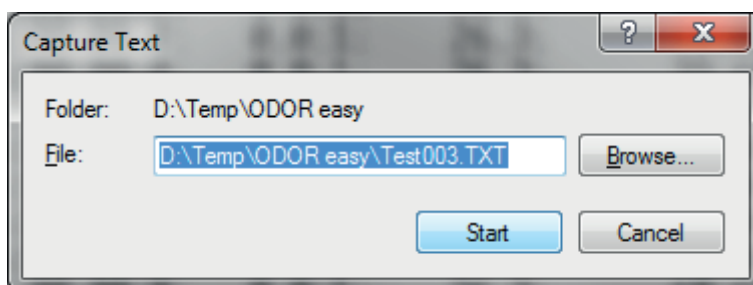 Capture Text
?
Folder: D:\Temp\ODOR easy
File: D:\Temp\ODOR easy\Test003.TXT Browse...
Start Cancel